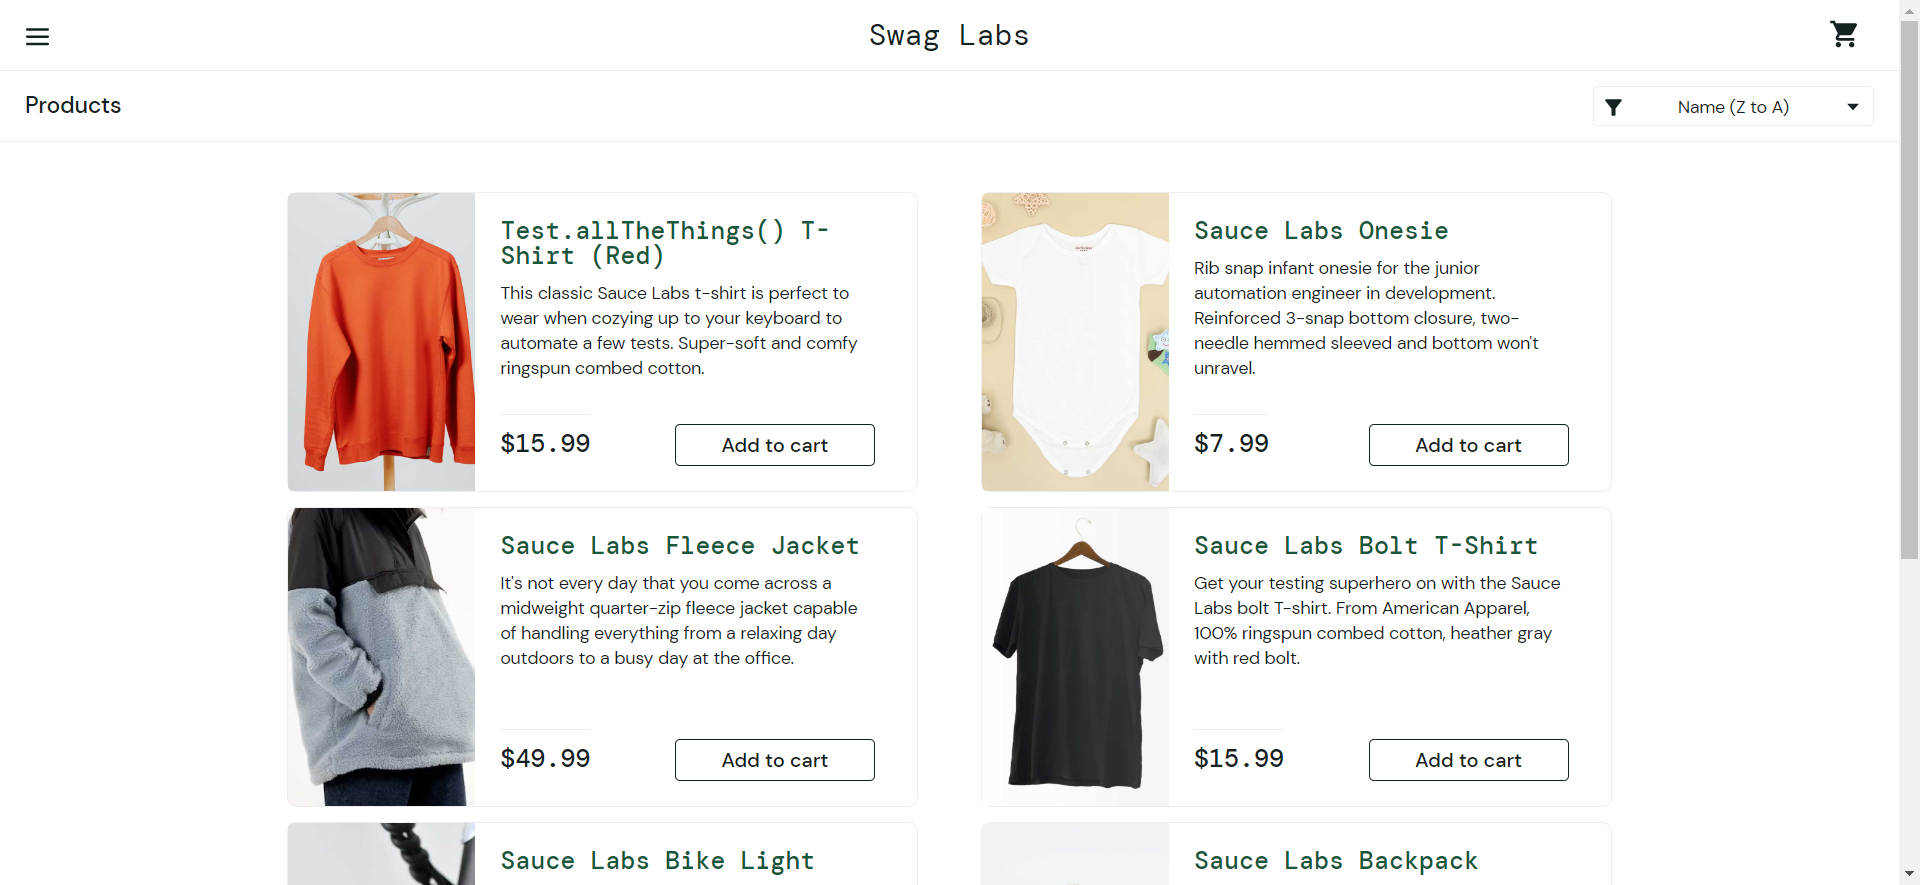 Swag Labs
Products
Name (Z to A)
Test.allTheThings() T-
Shirt (Red)
This classic Sauce Labs t-shirt is perfect to
wear when cozying up to your keyboard to
automate a few tests. Super-soft and comfy
ringspun combed cotton.
$15.99
Add to cart
Sauce Labs Onesie
Rib snap infant onesie for the junior
automation engineer in development.
Reinforced 3-snap bottom closure, two-
needle hemmed sleeved and bottom won't
unravel.
$7.99
Add to cart
Sauce Labs Fleece Jacket
It's not every day that you come across a
midweight quarter-zip fleece jacket capable
of handling everything from a relaxing day
outdoors to a busy day at the office.
$49.99
Add to cart
Sauce Labs Bolt T-Shirt
Get your testing superhero on with the Sauce
Labs bolt T-shirt. From American Apparel,
100% ringspun combed cotton, heather gray
with red bolt.
$15.99
Add to cart
Sauce Labs Bike Light
Sauce Labs Backpack